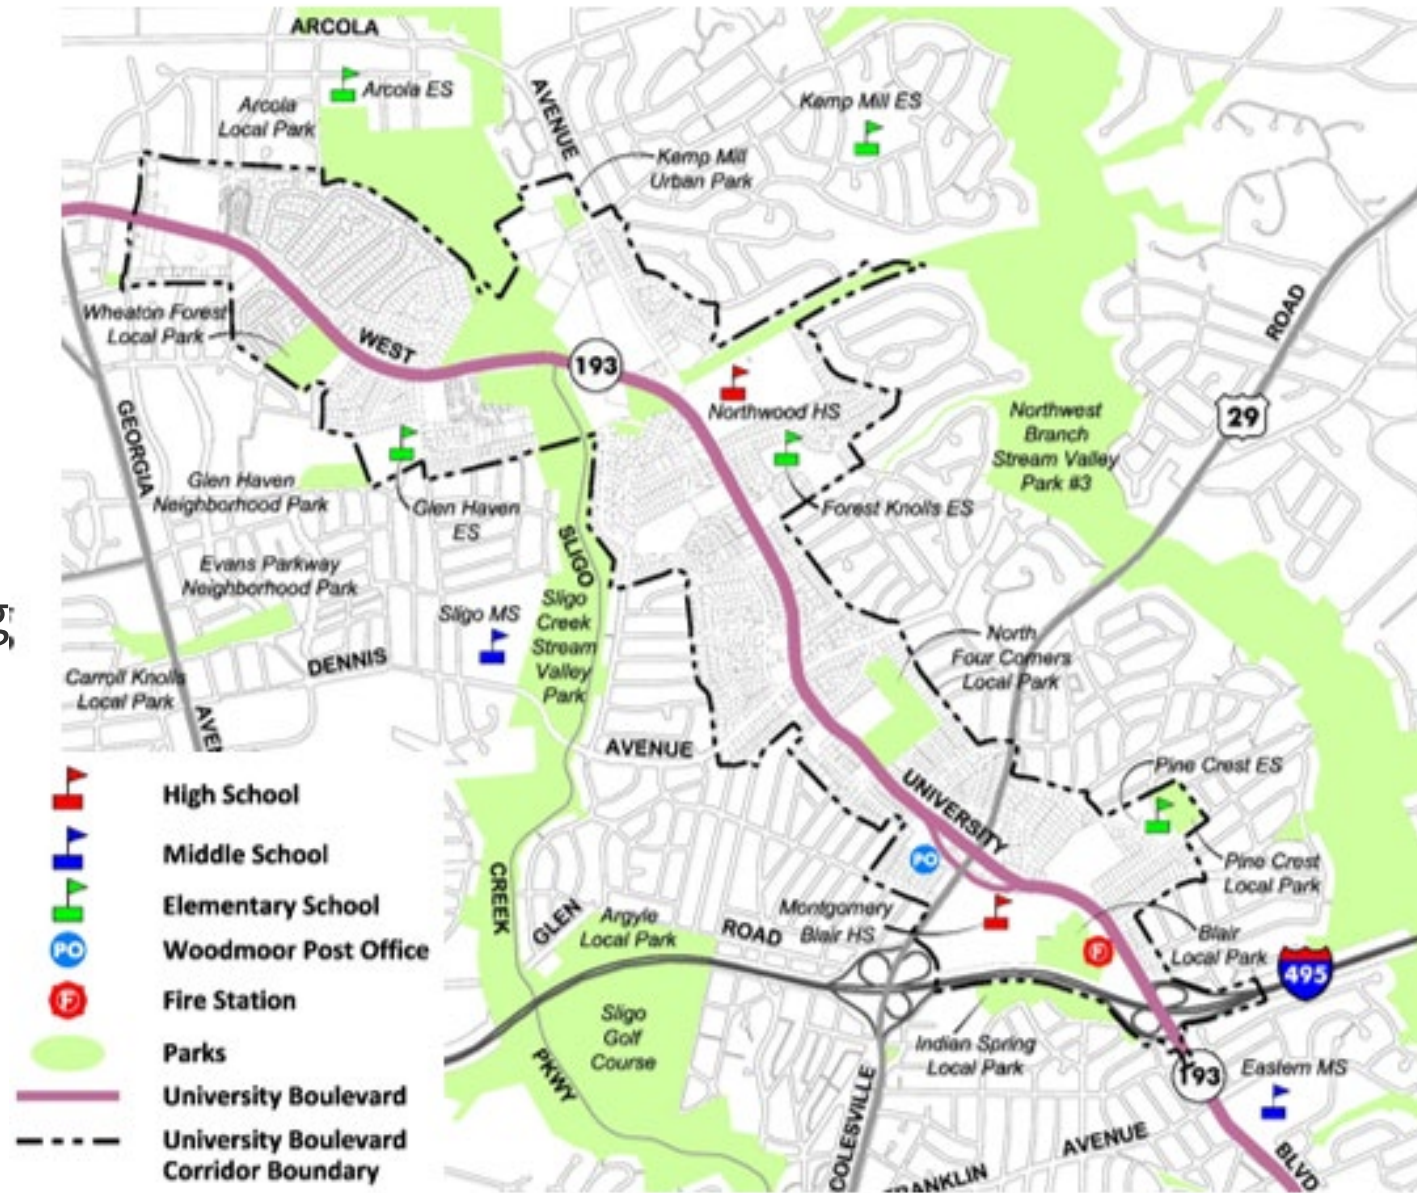 ARCOLA
Arcola ES
Arcola
Local Park
AVENUE
Kemp Mill ES
Kemp Mill
Urban Park
Wheaton Forest
Local Park
WEST
193
ROAD
29
GEORGIA
Northwood HS
Northwest
Branch
Stream Valley
Park #3
Glen Haven
Neighborhood Park
Glen Haven
ES
Forest Knolls ES
SLIGO
Evans Parkway
Neighborhood Park
Sligo MS
Sligo
Creek
Stream
Valley
Park
North
Four Corners
Local Park
DENNIS
Carroll Knolls
Local Park
AVEN
AVENUE
UNIVERSITY
Pine Crest ES
PO
Pine Crest
Local Park
CREEK
GLEN
Argyle
Local Park
ROAD
Montgomery
Blair HS
Blair
Local Park
F
495
Sligo
Golf
Course
Indian Spring
Local Park
PKWY
COLESVILLE
193
Eastern MS
AVENUE
BLVD
RANKLIN
High School
Middle School
Elementary School
PO Woodmoor Post Office
F Fire Station
Parks
University Boulevard
University Boulevard
Corridor Boundary